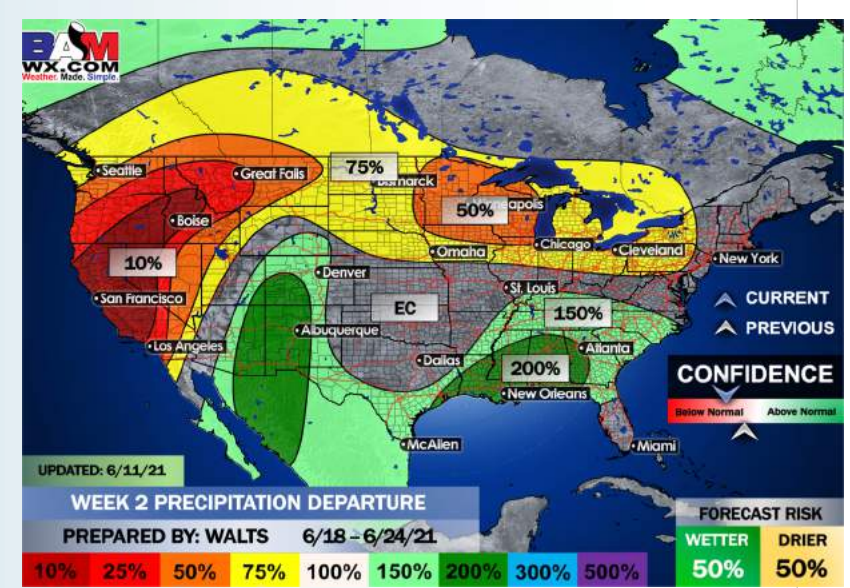 BAM
WX.COM
Weather. Made. Simple.
Seattle
Great Falls
75%
Bismarck
Boise
50%
neapolis
10%
Omaha
Chicago
Cleveland
New York
Denver
San Francisco
EC
St. Louis
150%
CURRENT
PREVIOUS
Los Angeles
Albuquerque
Dallas
200%
Atlanta
CONFIDENCE
Below Normal
Above Normal
New Orleans
McAllen
Miami
UPDATED: 6/11/21
WEEK 2 PRECIPITATION DEPARTURE
PREPARED BY: WALTS 6/18 – 6/24/21
FORECAST RISK
WETTER DRIER
50% 50%
10% 25% 50% 75% 100% 150% 200% 300% 500%